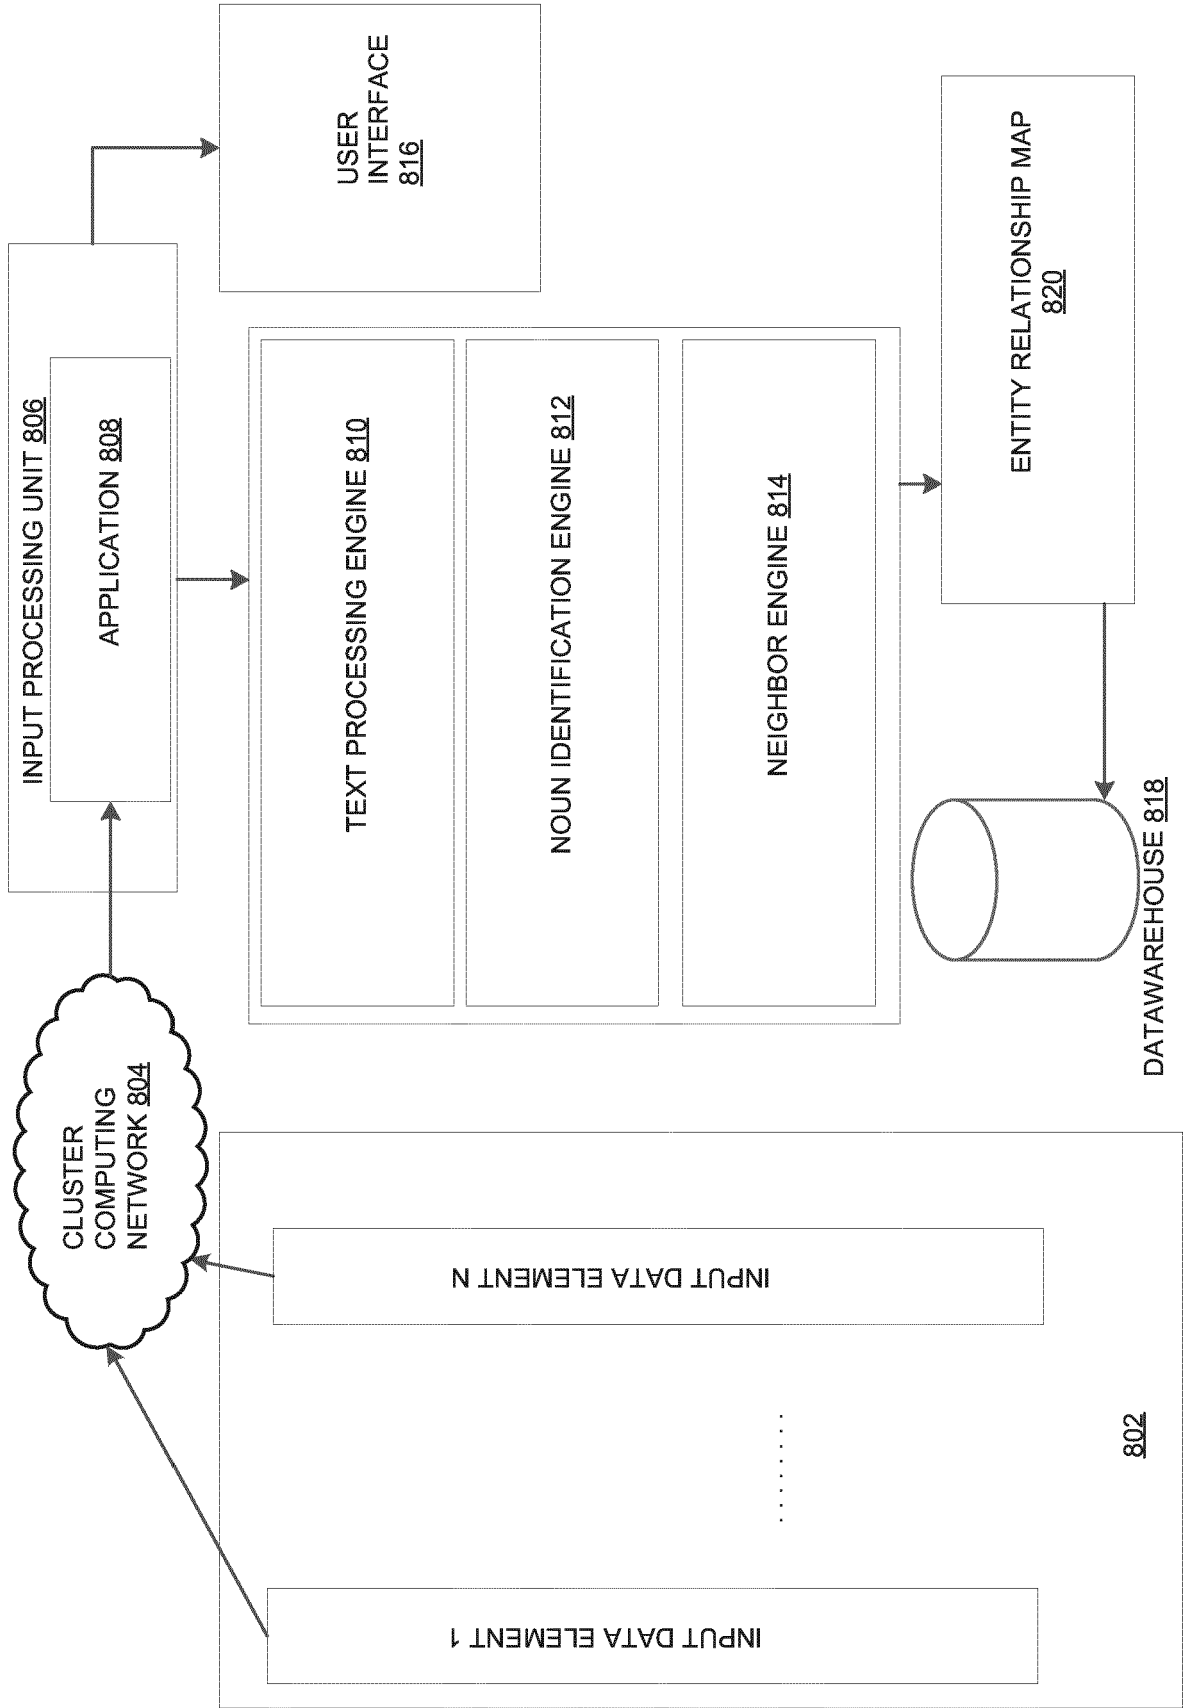 CLUSTER
COMPUTING
NETWORK 804
INPUT PROCESSING UNIT 806
APPLICATION 808
USER
INTERFACE
816
TEXT PROCESSING ENGINE 810
NOUN IDENTIFICATION ENGINE 812
NEIGHBOR ENGINE 814
INPUT DATA ELEMENT 1
........
INPUT DATA ELEMENT N
802
ENTITY RELATIONSHIP MAP
820
DATAWAREHOUSE 818